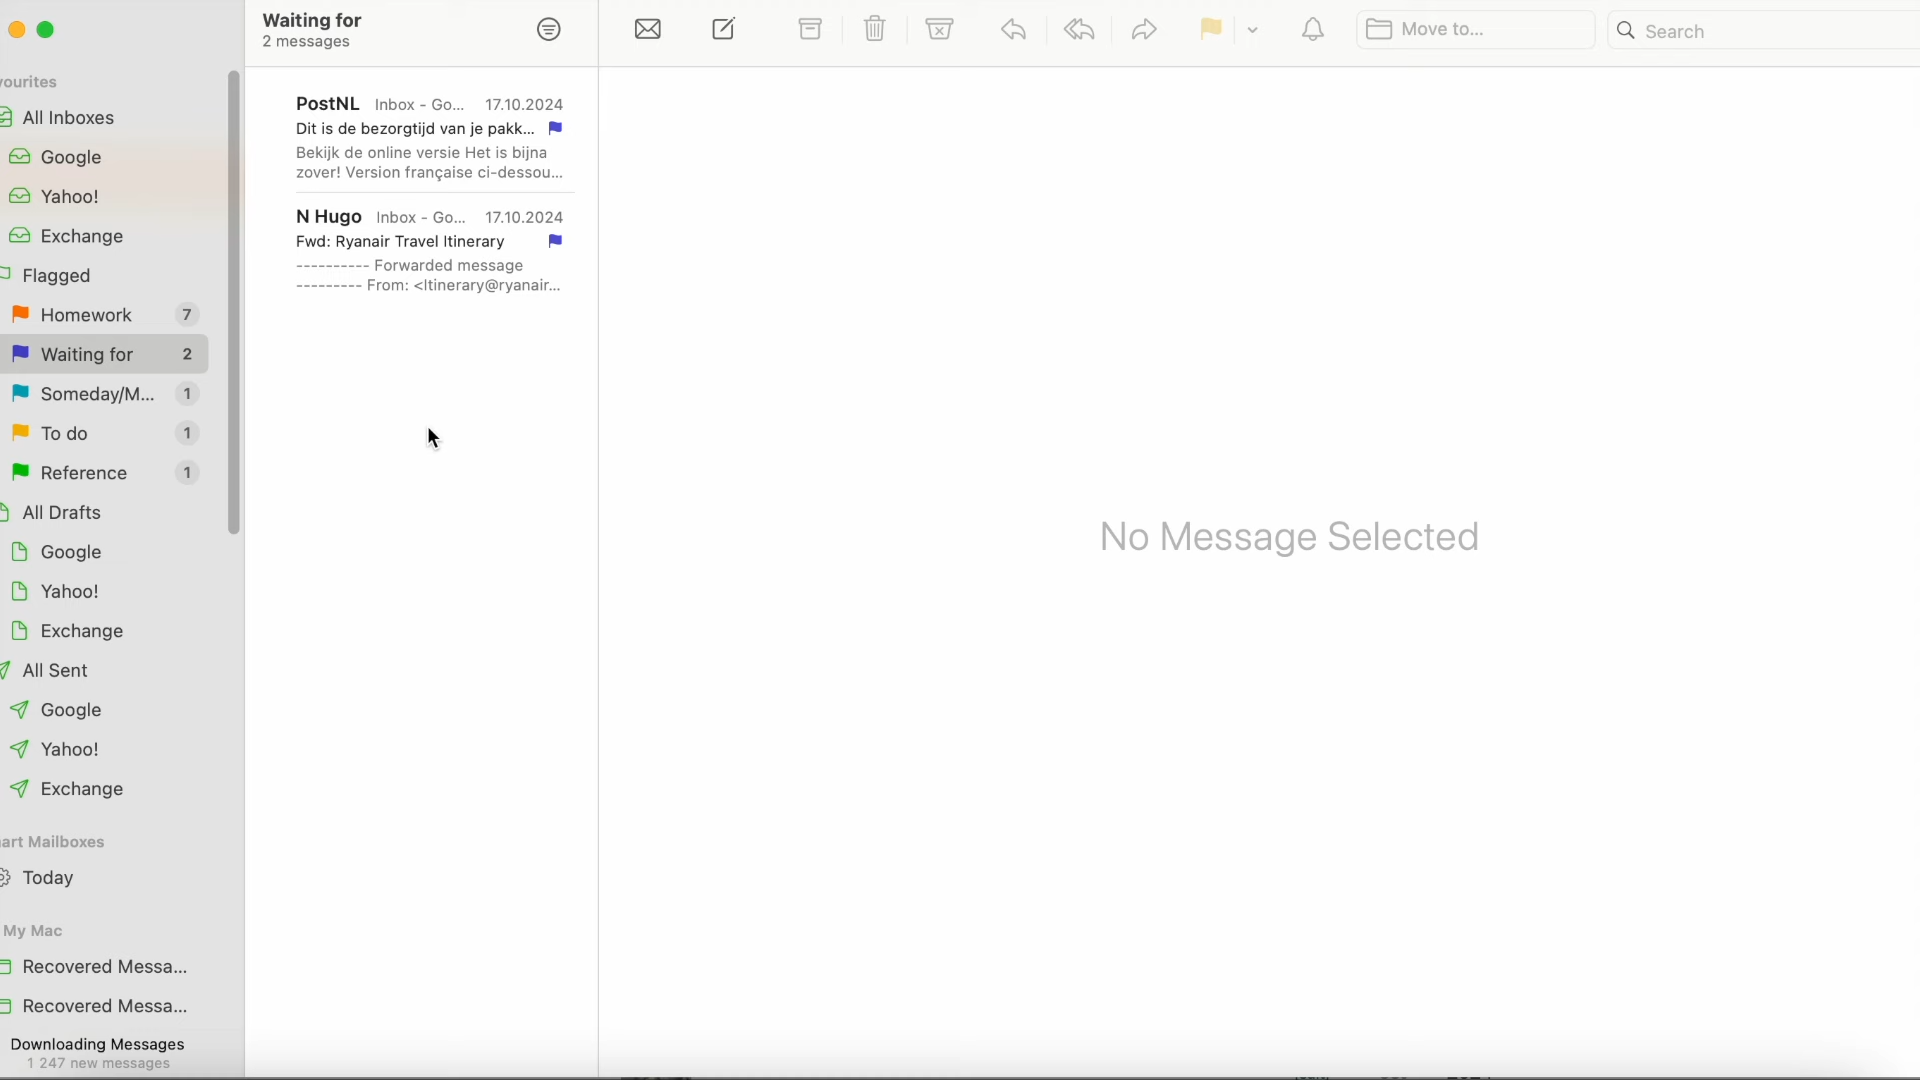 Waiting for
2 messages
Move to...
Search
vourites
All Inboxes
Google
Yahoo!
Exchange
Flagged
Homework 7
Waiting for 2
Someday/M... 1
To do 1
Reference 1
All Drafts
Google
Yahoo!
Exchange
All Sent
Google
Yahoo!
Exchange
art Mailboxes
Today
My Mac
Recovered Messa...
Recovered Messa...
Downloading Messages
1 247 new messages
PostNL Inbox - Go... 17.10.2024
Dit is de bezorgtijd van je pakk...
Bekijk de online versie Het is bijna
zover! Version française ci-dessou...
N Hugo Inbox - Go... 17.10.2024
Fwd: Ryanair Travel Itinerary
---------- Forwarded message
--------- From: <Itinerary@ryanair...
No Message Selected